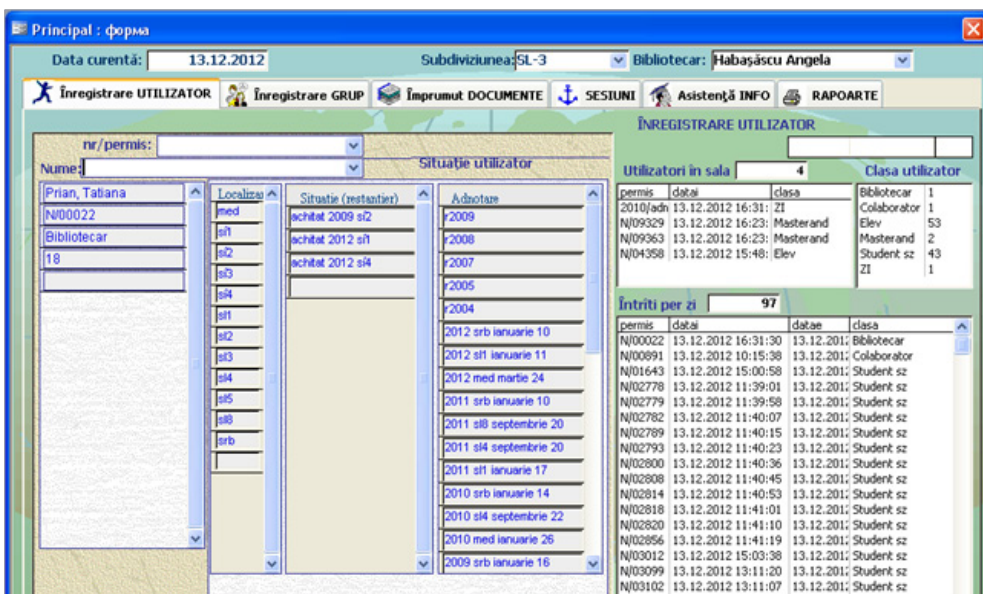 Principal : форма
Data curentă: 13.12.2012 Subdiviziunea: SL-3 Bibliotecar: Habaşăscu Angela
Înregistrare UTILIZATOR Înregistrare GRUP Împrumut DOCUMENTE SESIUNI Asistenţă INFO RAPOARTE
nr/permis:
Nume:
Situaţie utilizator
Prian, Tatiana
N/00022
Bibliotecar
18
Localizar
med
sf1
sf2
sf3
sf4
sl1
sl2
sl3
sl4
sl5
sl8
srb
Situatie (restantier)
achitat 2009 sf2
achitat 2012 sf1
achitat 2012 sf4
Adnotare
r2009
r2008
r2007
r2005
r2004
2012 srb ianuarie 10
2012 sl1 ianuarie 11
2012 med martie 24
2011 srb ianuarie 10
2011 sl8 septembrie 20
2011 sl4 septembrie 20
2011 sl1 ianuarie 17
2010 srb ianuarie 14
2010 sl4 septembrie 22
2010 med ianuarie 26
2009 srb ianuarie 16
ÎNREGISTRARE UTILIZATOR
Utilizatori în sala 4 Clasa utilizator
permis datai clasa
2010/adn 13.12.2012 16:31: ZI
N/09329 13.12.2012 16:23: Masterand
N/09363 13.12.2012 16:23: Masterand
N/04358 13.12.2012 15:48: Elev
Bibliotecar 1
Colaborator 1
Elev 53
Masterand 2
Student sz 43
ZI 1
Întriti per zi 97
permis datai datae clasa
N/00022 13.12.2012 16:31:30 13.12.2012 Bibliotecar
N/00891 13.12.2012 10:15:38 13.12.2012 Colaborator
N/01643 13.12.2012 15:00:58 13.12.2012 Student sz
N/02778 13.12.2012 11:39:01 13.12.2012 Student sz
N/02779 13.12.2012 11:39:58 13.12.2012 Student sz
N/02782 13.12.2012 11:40:07 13.12.2012 Student sz
N/02789 13.12.2012 11:40:15 13.12.2012 Student sz
N/02793 13.12.2012 11:40:23 13.12.2012 Student sz
N/02800 13.12.2012 11:40:36 13.12.2012 Student sz
N/02808 13.12.2012 11:40:45 13.12.2012 Student sz
N/02814 13.12.2012 11:40:53 13.12.2012 Student sz
N/02818 13.12.2012 11:41:01 13.12.2012 Student sz
N/02820 13.12.2012 11:41:10 13.12.2012 Student sz
N/02856 13.12.2012 11:41:19 13.12.2012 Student sz
N/03012 13.12.2012 15:03:38 13.12.2012 Student sz
N/03099 13.12.2012 13:11:20 13.12.2012 Student sz
N/03102 13.12.2012 13:11:07 13.12.2012 Student sz